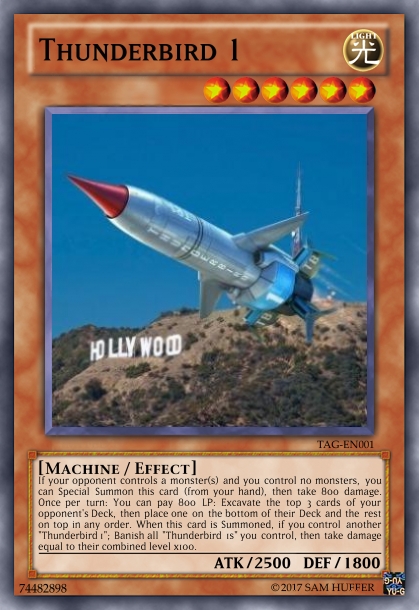 THUNDERBIRD 1
LIGHT
光
THUNDERBIRD
HOLLYWOOD
TAG-EN001
[MACHINE / EFFECT]
If your opponent controls a monster(s) and you control no monsters, you
can Special Summon this card (from your hand), then take 800 damage.
Once per turn: You can pay 800 LP: Excavate the top 3 cards of your
opponent's Deck, then place one on the bottom of their Deck and the rest
on top in any order. When this card is Summoned, if you control another
"Thunderbird 1"; Banish all "Thunderbird 1s" you control, then take damage
equal to their combined level x100.
ATK/2500 DEF/1800
74482898
©2017 SAM HUFFER